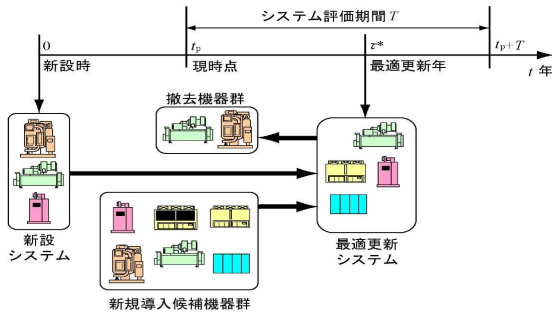 システム評価期間 T
0
t_p
z*
t_p+T
新設時
現時点
最適更新年
t 年
撤去機器群
新設
システム
最適更新
システム
新規導入候補機器群